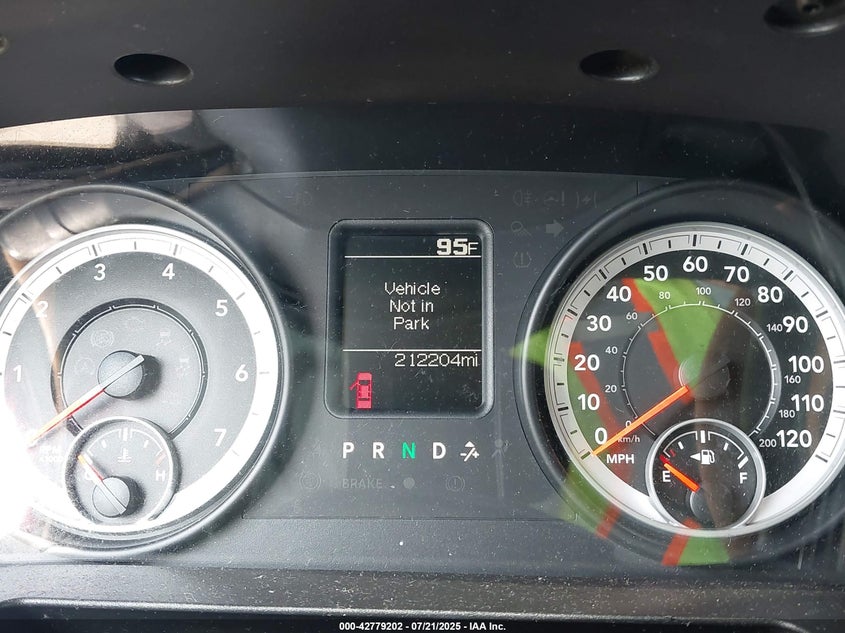 95F
Vehicle
Not in
Park
212204mi
P R N D
BRAKE
1 2 3 4 5 6 7
C H
0 10 20 30 40 50 60 70 80 90 100 110 120
0 60 80 100 120 140 160 180 200
km/h
MPH
E F
000-42779202 - 07/21/2025 - IAA Inc.